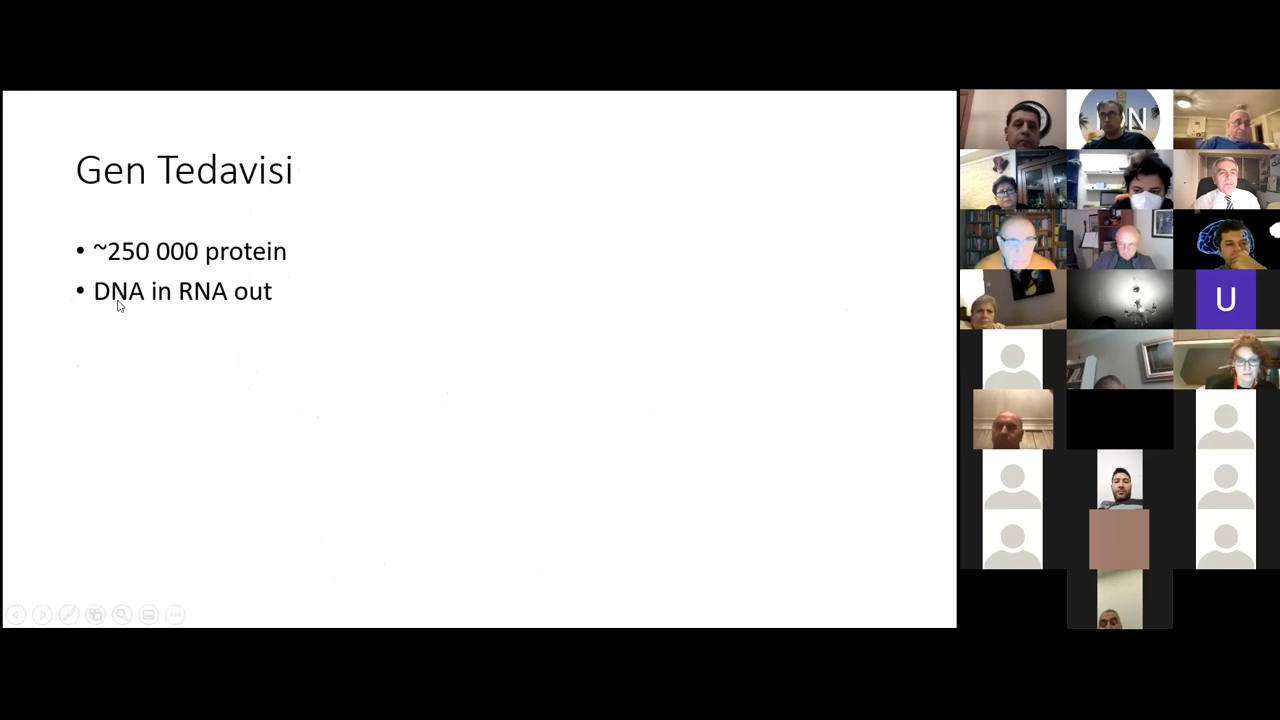 Gen Tedavisi
• ~250 000 protein
• DNA in RNA out
N
U